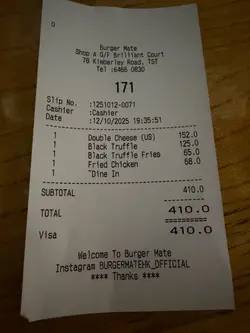 Burger Mate
Shop A G/F Brilliant Court
78 Kimberley Road, TST
Tel :6466 0830
171
Slip No. :1251012-0071
Cashier :Cashier
Date :12/10/2025 19:35:51
1 Double Cheese (US) 152.0
1 Black Truffle 125.0
1 Black Truffle Fries 65.0
1 Fried Chicken 68.0
1 ~Dine In
SUBTOTAL 410.0
TOTAL 410.0
Visa 410.0
Welcome To Burger Mate
Instagram BURGERMATEHK_OFFICIAL
**** Thanks ****